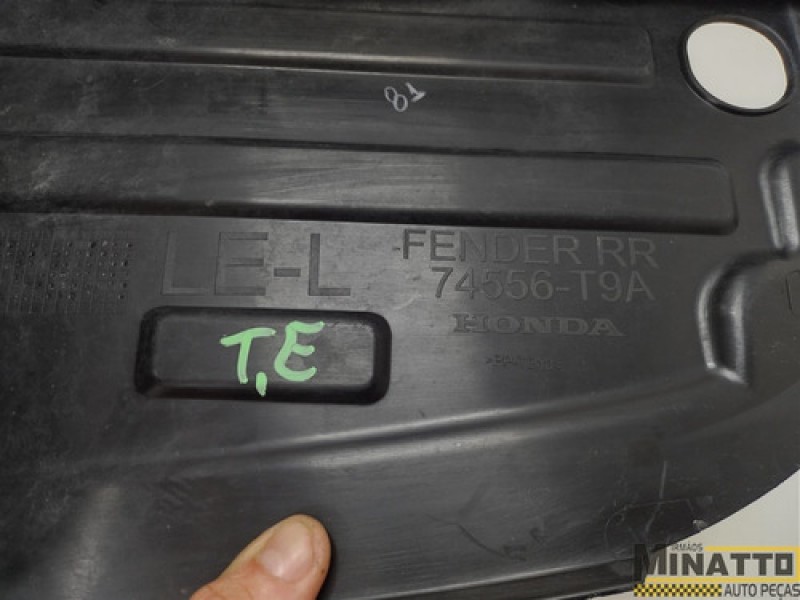 81
LE-L
FENDER RR
74556-T9A
HONDA
T,E
IRMÃOS
MINATTO
AUTO PEÇAS